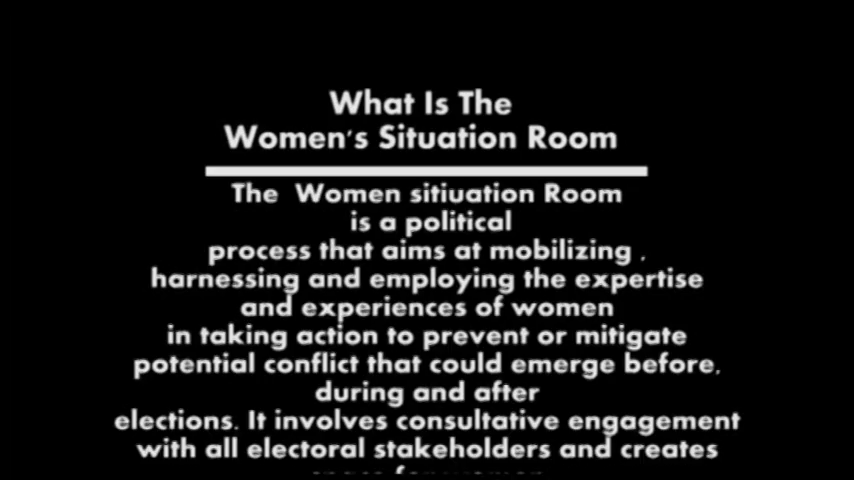 What Is The
Women's Situation Room
The Women sitiuation Room
is a political
process that aims at mobilizing ,
harnessing and employing the expertise
and experiences of women
in taking action to prevent or mitigate
potential conflict that could emerge before,
during and after
elections. It involves consultative engagement
with all electoral stakeholders and creates